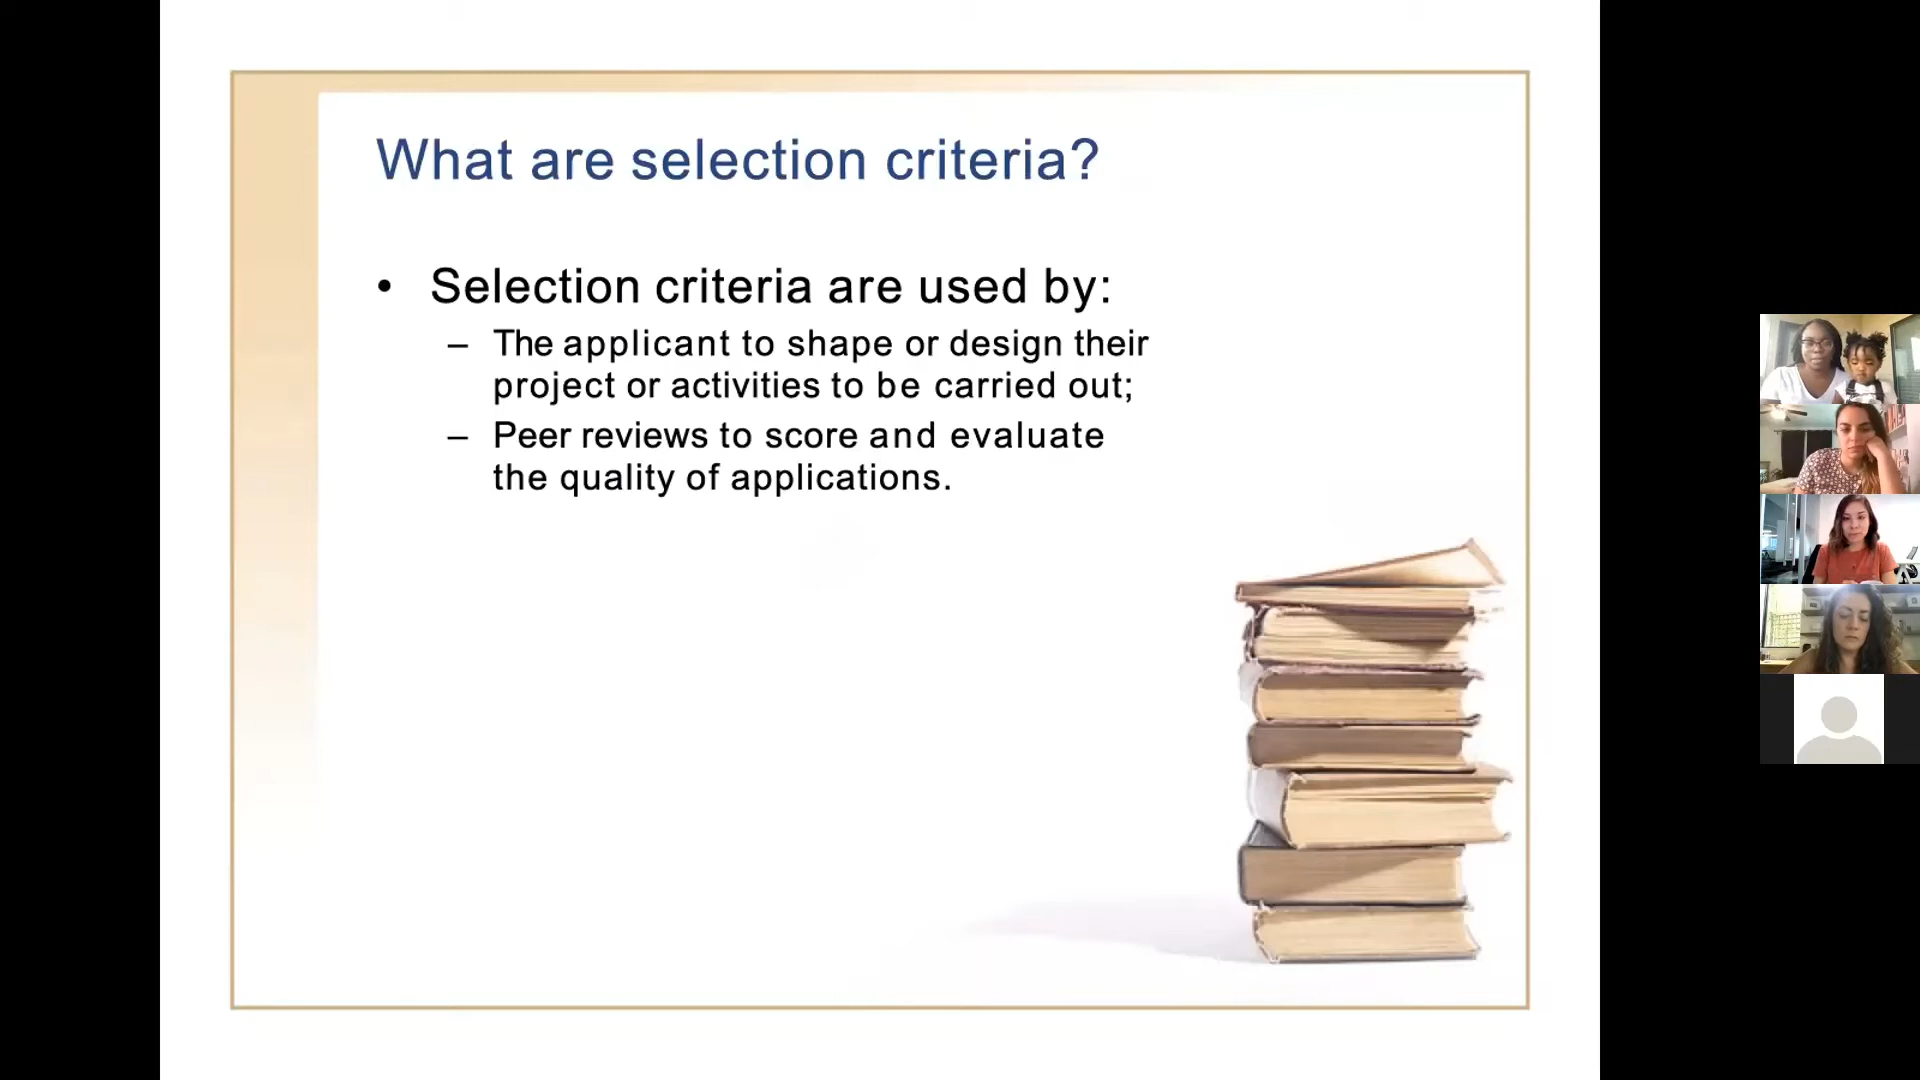 What are selection criteria?
• Selection criteria are used by:
– The applicant to shape or design their
project or activities to be carried out;
– Peer reviews to score and evaluate
the quality of applications.